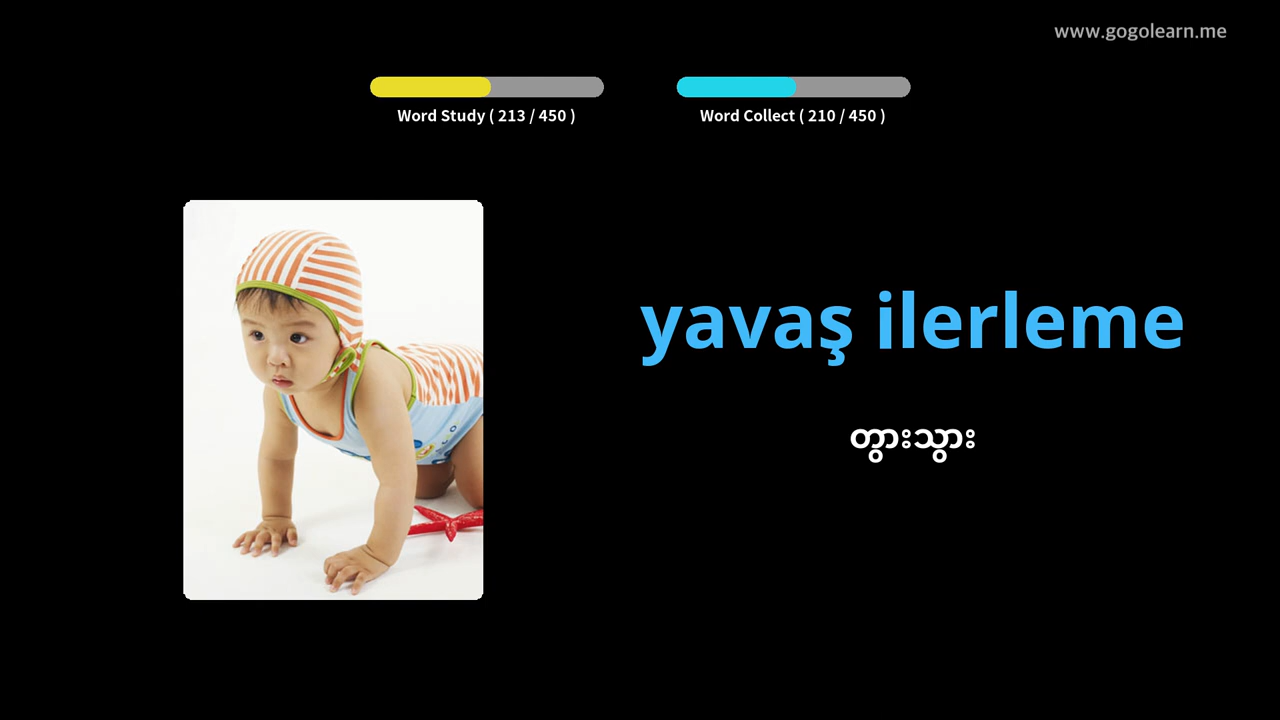 www.gogolearn.me
Word Study ( 213 / 450 )
Word Collect ( 210 / 450 )
yavaş ilerleme
တွားသွား